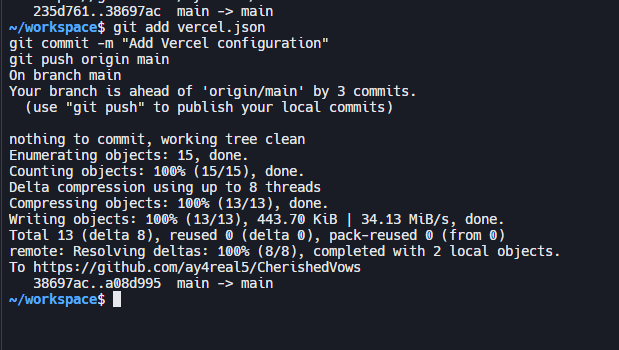 235d761..38697ac  main -> main
~/workspace$ git add vercel.json
git commit -m "Add Vercel configuration"
git push origin main
On branch main
Your branch is ahead of 'origin/main' by 3 commits.
  (use "git push" to publish your local commits)

nothing to commit, working tree clean
Enumerating objects: 15, done.
Counting objects: 100% (15/15), done.
Delta compression using up to 8 threads
Compressing objects: 100% (13/13), done.
Writing objects: 100% (13/13), 443.70 KiB | 34.13 MiB/s, done.
Total 13 (delta 8), reused 0 (delta 0), pack-reused 0 (from 0)
remote: Resolving deltas: 100% (8/8), completed with 2 local objects.
To https://github.com/ay4real5/CherishedVows
   38697ac..a08d995  main -> main
~/workspace$